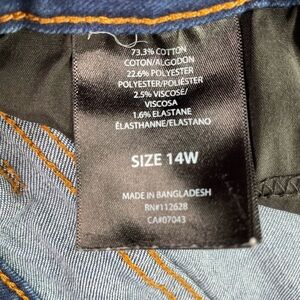 73.3% COTTON
COTON/ALGODON
22.6% POLYESTER
POLYESTER/POLIÉSTER
2.5% VISCOSE/
VISCOSA
1.6% ELASTANE
ÉLASTHANNE/ELASTANO
SIZE 14W
MADE IN BANGLADESH
RN#112628
CA#07043